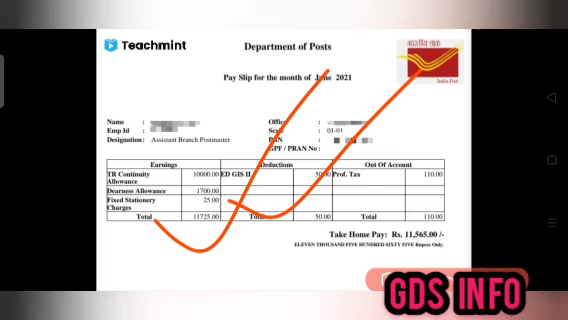 Teachmint
Department of Posts
भारतीय डाक
India Post
Pay Slip for the month of June 2021
Name :
Office
Emp Id :
01-01
Designation : Assistant Branch Postmaster
PAN
GPF / PRAN No :
Earnings Deductions Out Of Account
TR Continuity Allowance 10000.00 ED GIS II 50.00 Prof. Tax 110.00
Dearness Allowance 1700.00
Fixed Stationery Charges 25.00
Total 11725.00 Total 50.00 Total 110.00
Take Home Pay: Rs, 11,565.00 /-
ELEVEN THOUSAND FIVE HUNDRED SIXTY FIVE Rupees Only.
GDS INFO